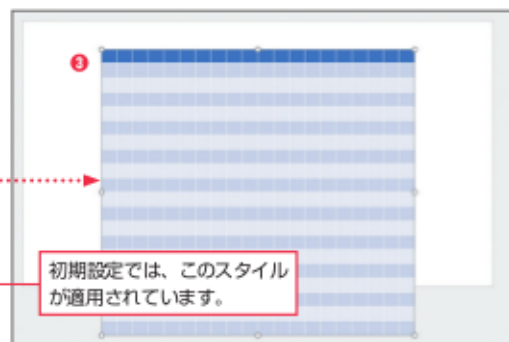 3
初期設定では、このスタイル
が適用されています。